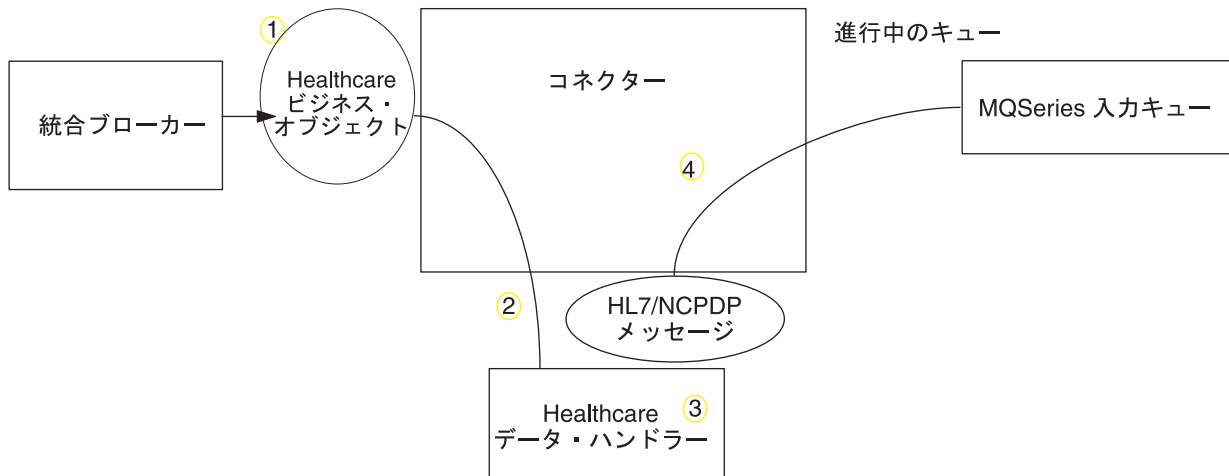 統合ブローカー
①
Healthcare
ビジネス・
オブジェクト
コネクター
進行中のキュー
MQSeries 入力キュー
④
②
HL7/NCPDP
メッセージ
Healthcare
データ・ハンドラー
③